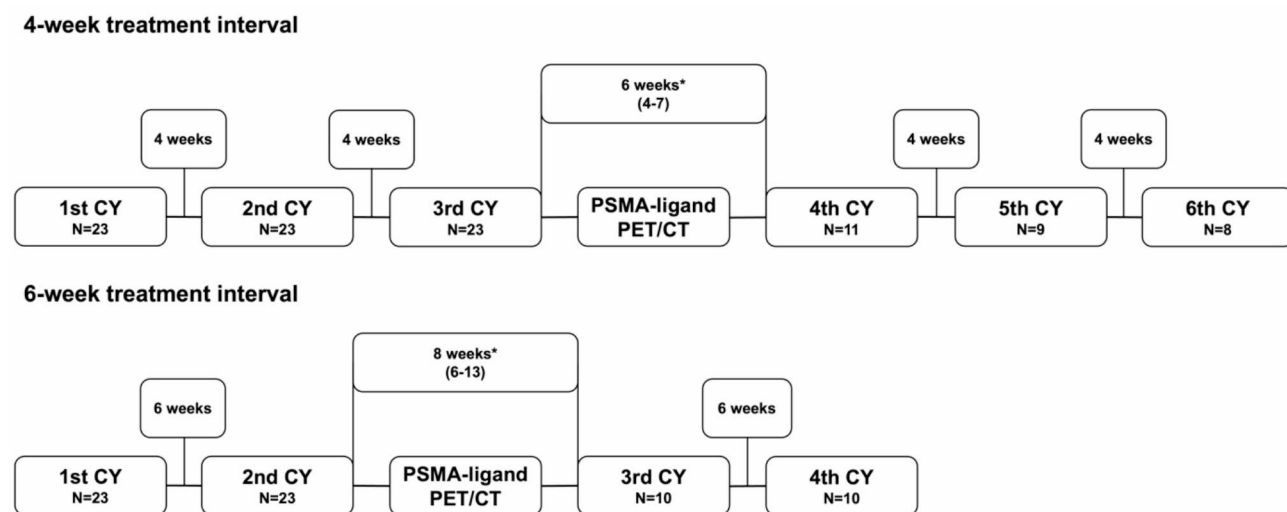 4-week treatment interval
6 weeks*
(4-7)
4 weeks
4 weeks
4 weeks
4 weeks
1st CY
N=23
2nd CY
N=23
3rd CY
N=23
PSMA-ligand
PET/CT
4th CY
N=11
5th CY
N=9
6th CY
N=8
6-week treatment interval
8 weeks*
(6-13)
6 weeks
6 weeks
1st CY
N=23
2nd CY
N=23
PSMA-ligand
PET/CT
3rd CY
N=10
4th CY
N=10